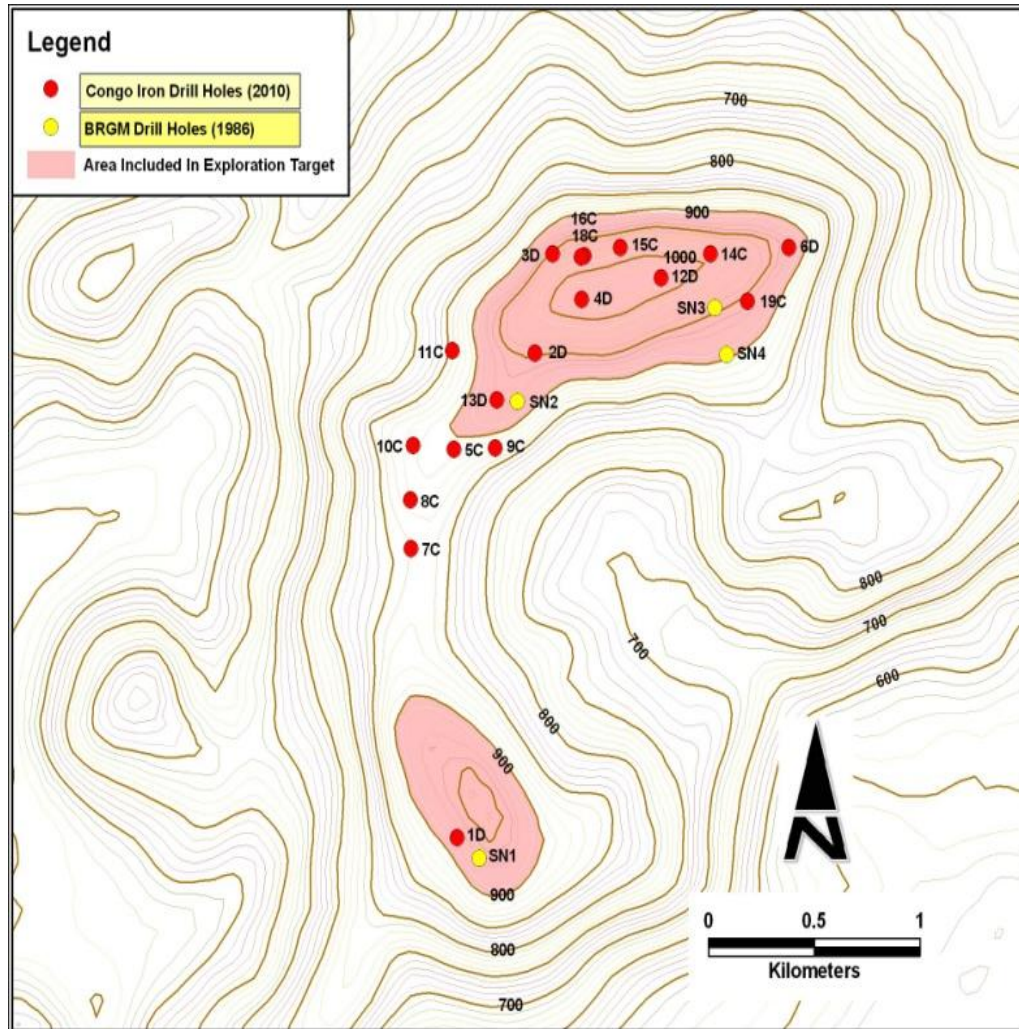 Legend
Congo Iron Drill Holes (2010)
BRGM Drill Holes (1986)
Area Included In Exploration Target
700
800
900
16C
18C
15C
3D
1000
14C
6D
12D
4D
SN3
19C
11C
2D
SN4
13D
SN2
10C
5C
9C
8C
7C
800
700
700
600
800
900
1D
SN1
900
800
700
N
0 0.5 1
Kilometers